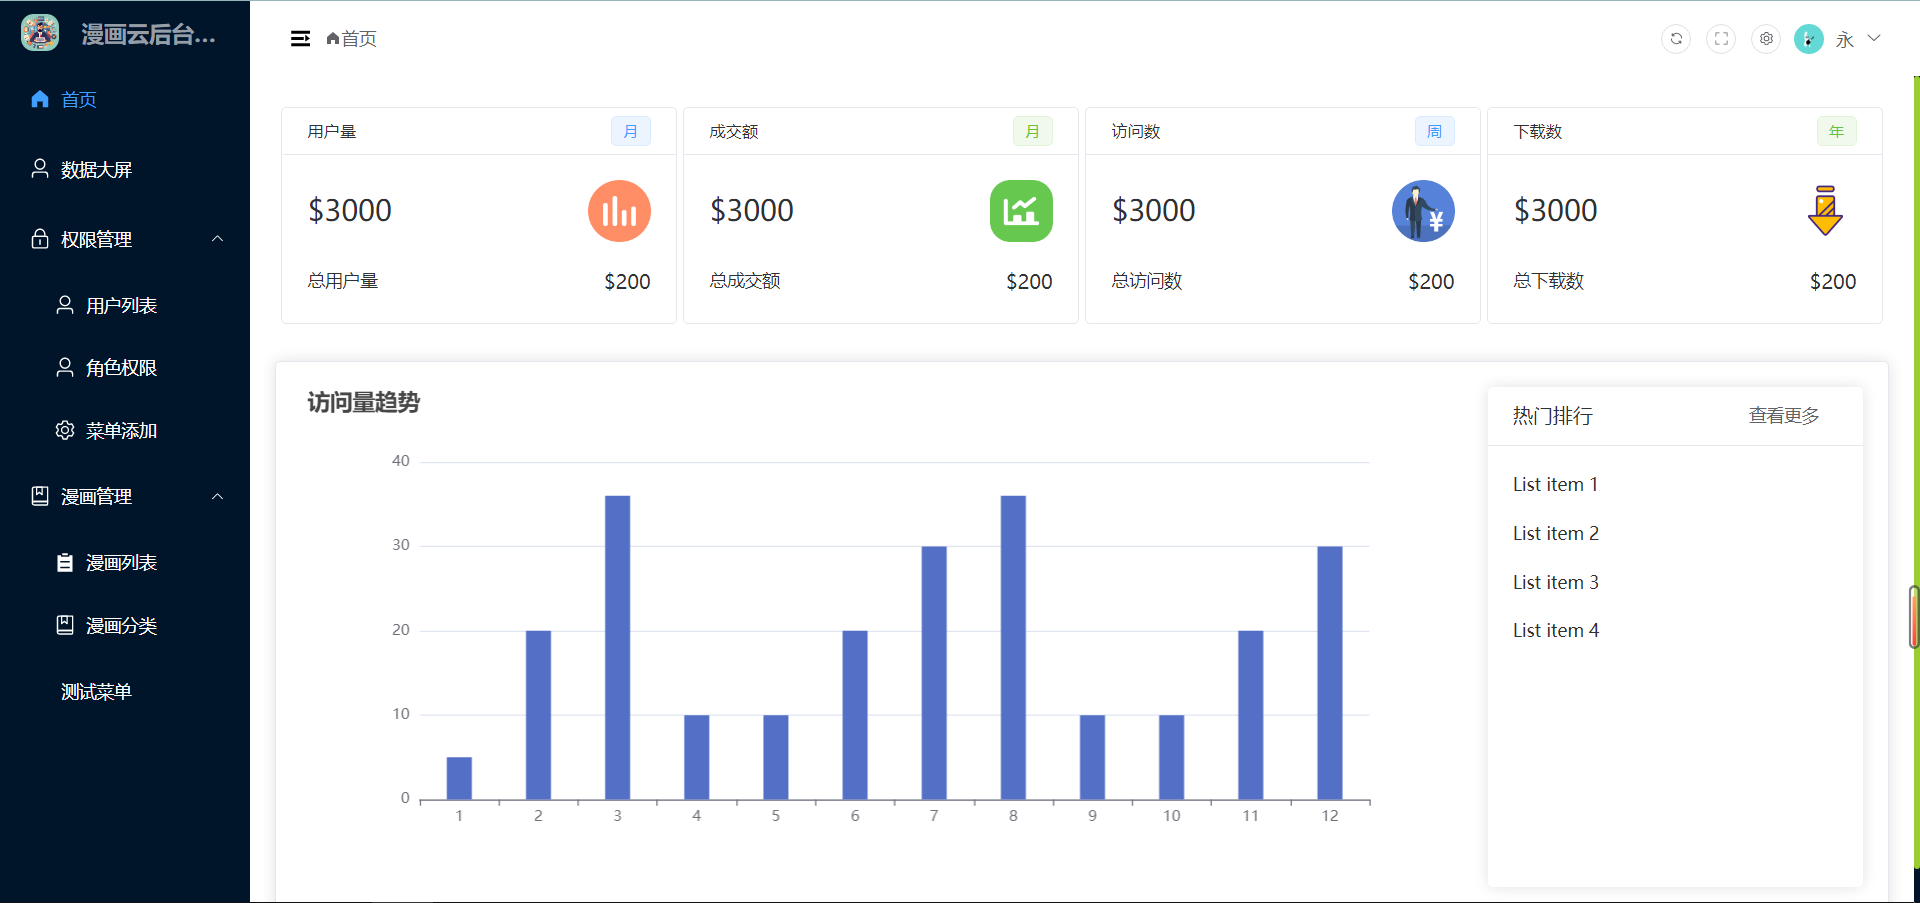 漫画云后台...
首页
数据大屏
权限管理
用户列表
角色权限
菜单添加
漫画管理
漫画列表
漫画分类
测试菜单
首页
永
用户量 月
$3000
总用户量 $200
成交额 月
$3000
总成交额 $200
访问数 周
$3000
¥
总访问数 $200
下载数 年
$3000
总下载数 $200
访问量趋势
40
30
20
10
0
1 2 3 4 5 6 7 8 9 10 11 12
热门排行 查看更多
List item 1
List item 2
List item 3
List item 4